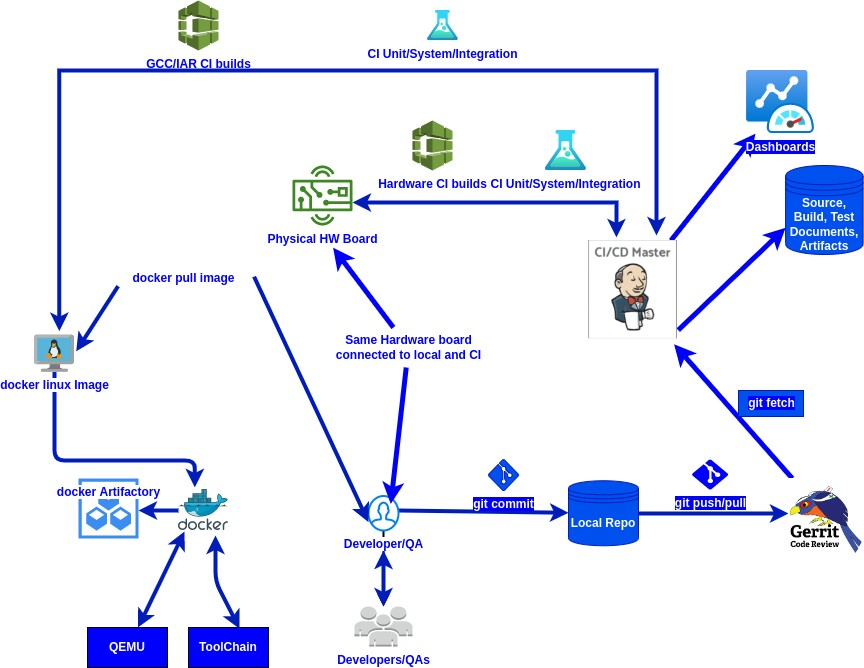 GCC/IAR CI builds
CI Unit/System/Integration
Dashboards
Hardware CI builds CI Unit/System/Integration
Source,
Build, Test
Documents,
Artifacts
Physical HW Board
CI/CD Master
docker pull image
Same Hardware board
connected to local and CI
docker linux Image
git fetch
docker Artifactory
docker
git commit
git push/pull
Local Repo
Gerrit
Code Review
Developer/QA
QEMU
ToolChain
Developers/QAs